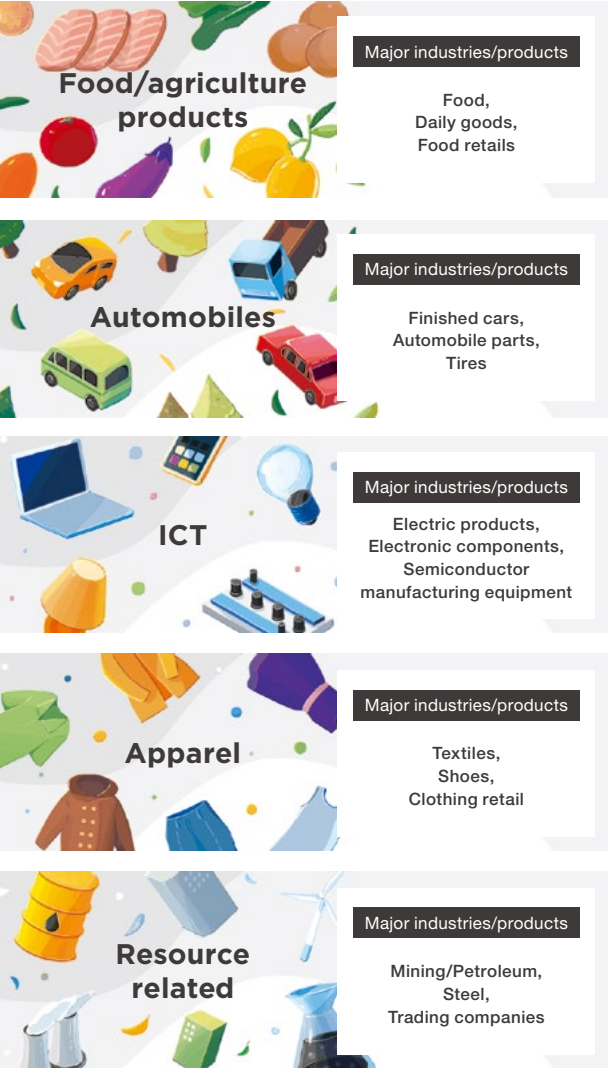 Food/agriculture
products
Major industries/products
Food,
Daily goods,
Food retails
Automobiles
Major industries/products
Finished cars,
Automobile parts,
Tires
ICT
Major industries/products
Electric products,
Electronic components,
Semiconductor
manufacturing equipment
Apparel
Major industries/products
Textiles,
Shoes,
Clothing retail
Resource
related
Major industries/products
Mining/Petroleum,
Steel,
Trading companies